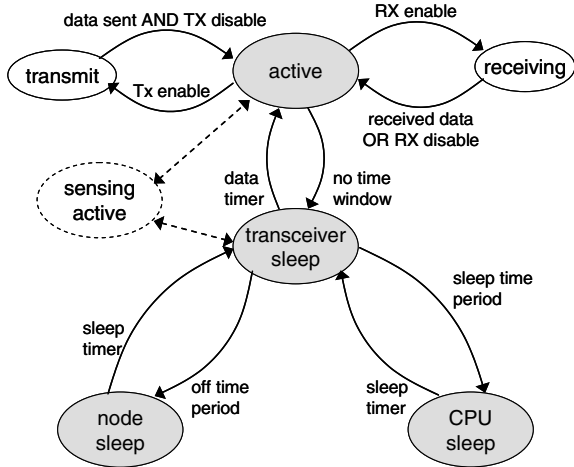 data sent AND TX disable
RX enable
transmit
active
receiving
Tx enable
received data
OR RX disable
sensing
active
data
timer
no time
window
transceiver
sleep
sleep time
period
sleep
timer
off time
period
sleep
timer
node
sleep
CPU
sleep